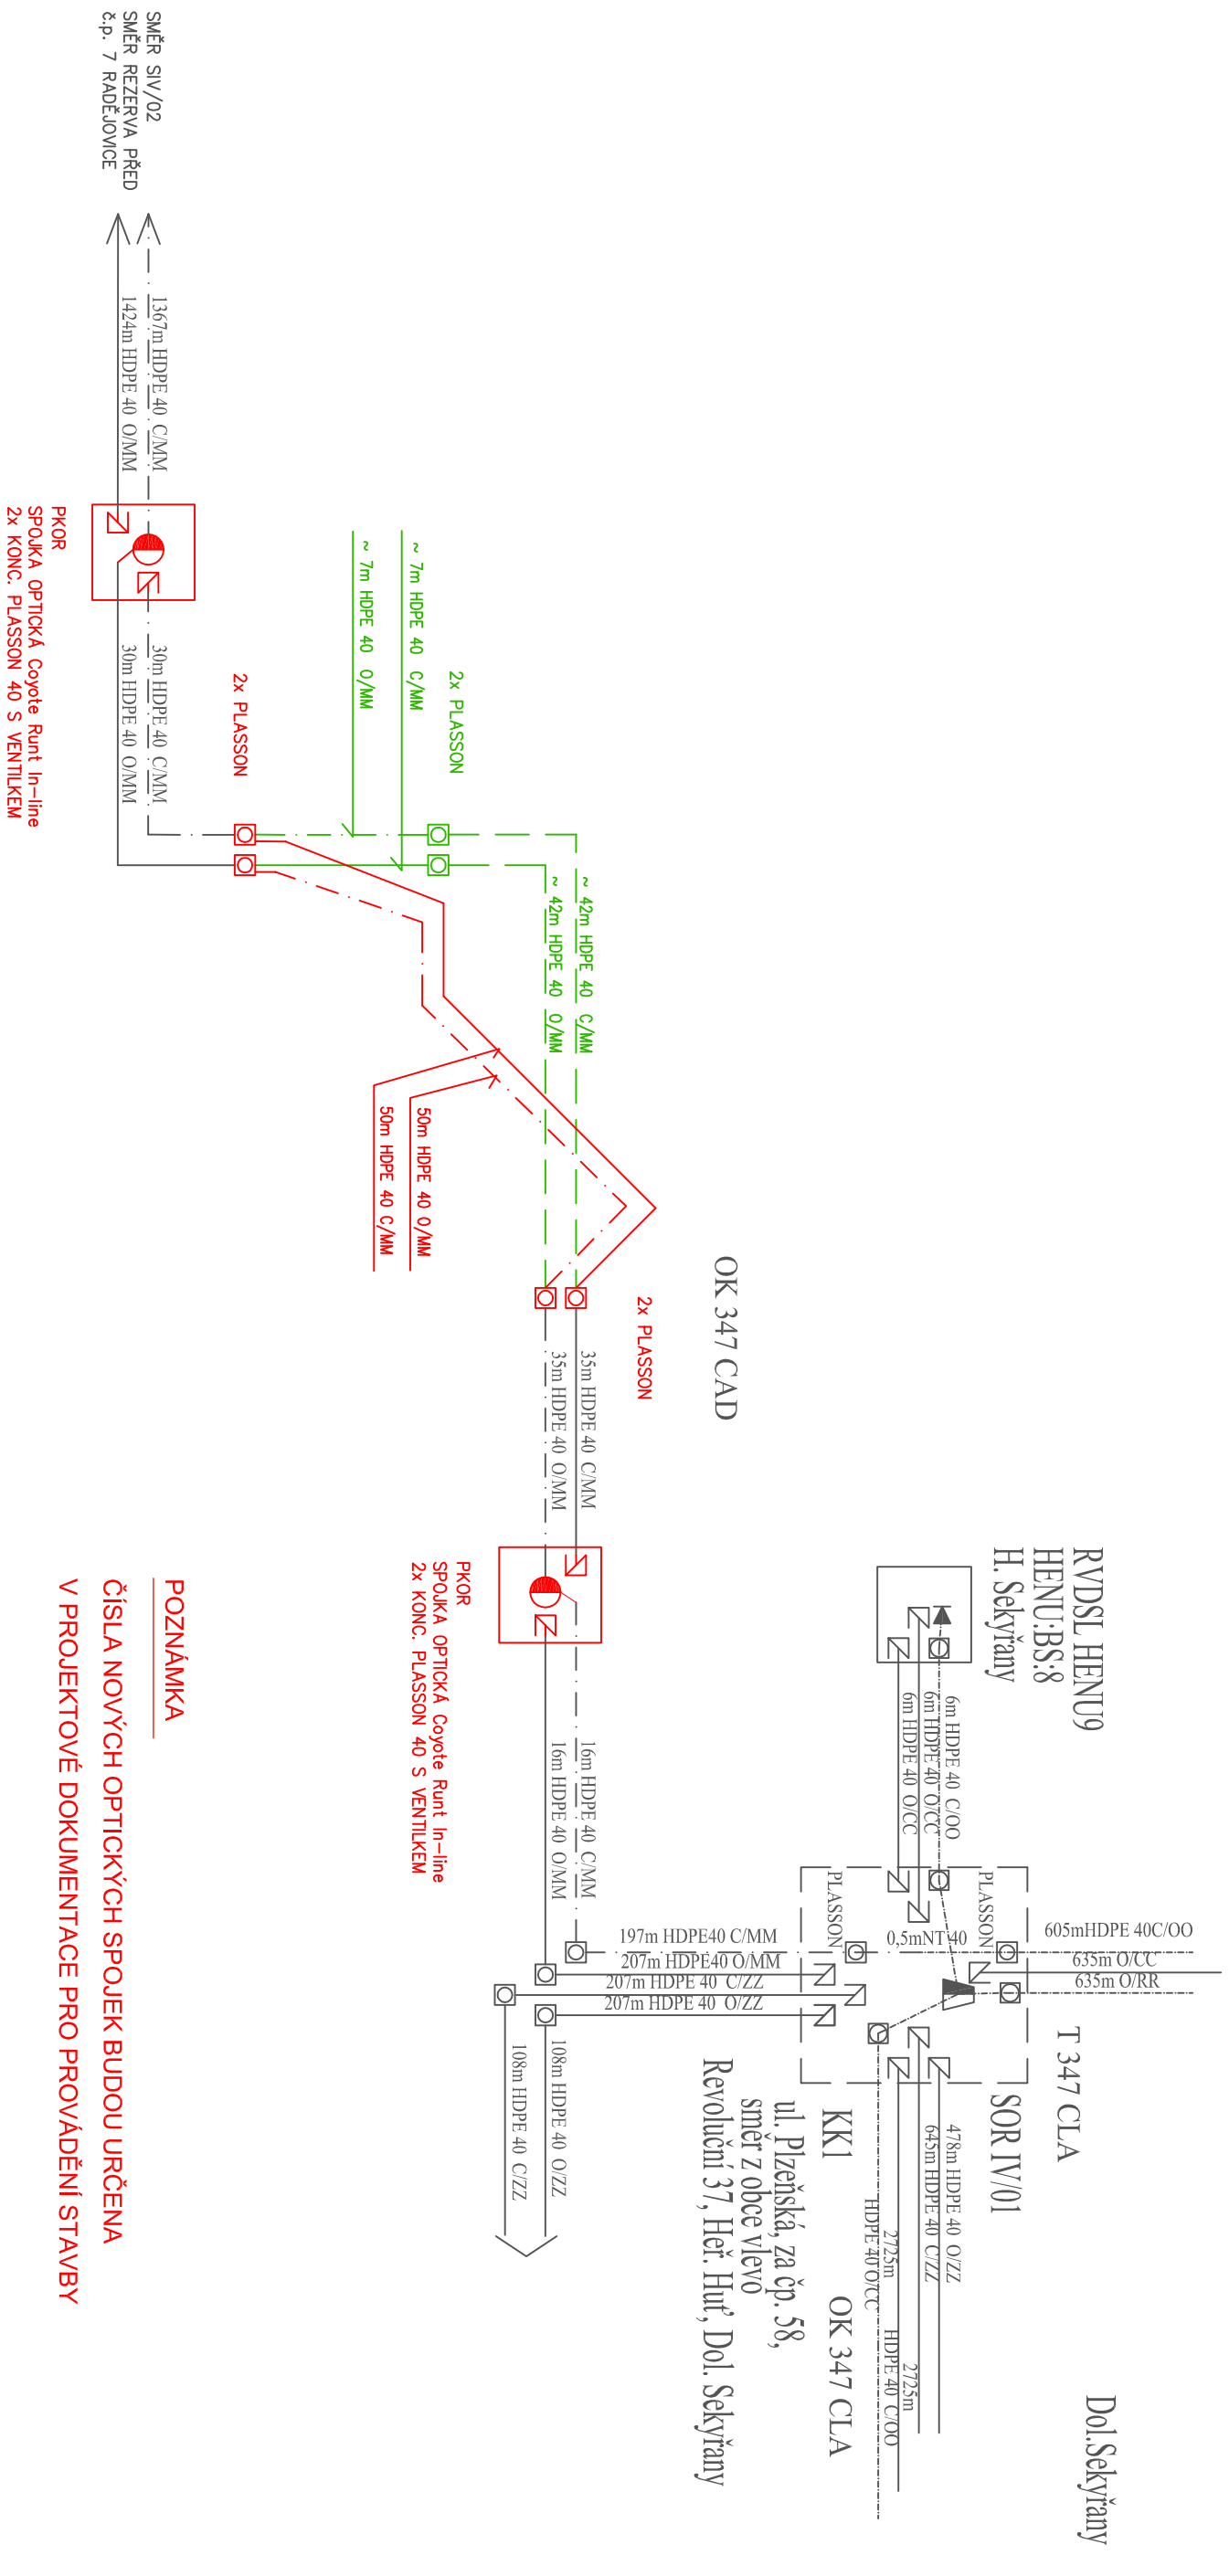 SMĚR SIV/02
SMĚR REZERVA PŘED
č.p. 7 RADĚJOVICE
1367m HDPE 40 C/MM
1424m HDPE 40 O/MM
PKOR
SPOJKA OPTICKÁ Coyote Runt In-line
2x KONC. PLASSON 40 S VENTILKEM
30m HDPE 40 C/MM
30m HDPE 40 O/MM
2x PLASSON
~ 7m HDPE 40 C/MM
~ 7m HDPE 40 O/MM
2x PLASSON
~ 42m HDPE 40 C/MM
~ 42m HDPE 40 O/MM
50m HDPE 40 O/MM
50m HDPE 40 C/MM
2x PLASSON
OK 347 CAD
35m HDPE 40 C/MM
35m HDPE 40 O/MM
PKOR
SPOJKA OPTICKÁ Coyote Runt In-line
2x KONC. PLASSON 40 S VENTILKEM
16m HDPE 40 C/MM
16m HDPE 40 O/MM
RVDSL HENU9
HENU:BS:8
H. Sekyřany
6m HDPE 40 C/OO
6m HDPE 40 O/CC
6m HDPE 40 O/CC
PLASSON
PLASSON
0,5mNT 40
197m HDPE40 C/MM
207m HDPE40 O/MM
207m HDPE 40 C/ZZ
207m HDPE 40 O/ZZ
605mHDPE 40C/OO
635m O/CC
635m O/RR
108m HDPE 40 O/ZZ
108m HDPE 40 C/ZZ
T 347 CLA
SOR IV/01
478m HDPE 40 O/ZZ
645m HDPE 40 C/ZZ
2725m
HDPE 40 C/OO
2725m
HDPE 40 O/CC
KK1
ul. Plzeňská, za čp. 58,
směr z obce vlevo
Revoluční 37, Heř. Huť, Dol. Sekyřany
OK 347 CLA
Dol.Sekyřany
POZNÁMKA
ČÍSLA NOVÝCH OPTICKÝCH SPOJEK BUDOU URČENA
V PROJEKTOVÉ DOKUMENTACE PRO PROVÁDĚNÍ STAVBY